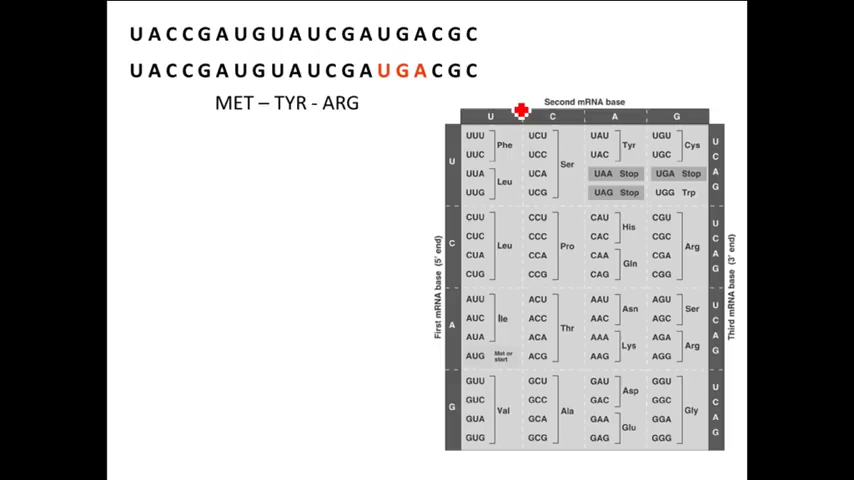 UACCGAUGUAUCGAUGACGC
UACCGAUGUAUCGAUGACGC
MET – TYR - ARG
Second mRNA base
U C A G
First mRNA base (5' end)
Third mRNA base (3' end)
U
UUU UCU UAU UGU U
Phe Tyr Cys
UUC UCC UAC UGC C
Ser
UUA UCA UAA Stop UGA Stop A
Leu
UUG UCG UAG Stop UGG Trp G
C
CUU CCU CAU CGU U
His
CUC CCC CAC CGC C
Leu Pro Arg
CUA CCA CAA CGA A
Gln
CUG CCG CAG CGG G
A
AUU ACU AAU AGU U
Asn Ser
AUC ACC AAC AGC C
Île Thr
AUA ACA AAA AGA A
Lys Arg
AUG Met or start ACG AAG AGG G
G
GUU GCU GAU GGU U
Asp
GUC GCC GAC GGC C
Val Ala Gly
GUA GCA GAA GGA A
Glu
GUG GCG GAG GGG G